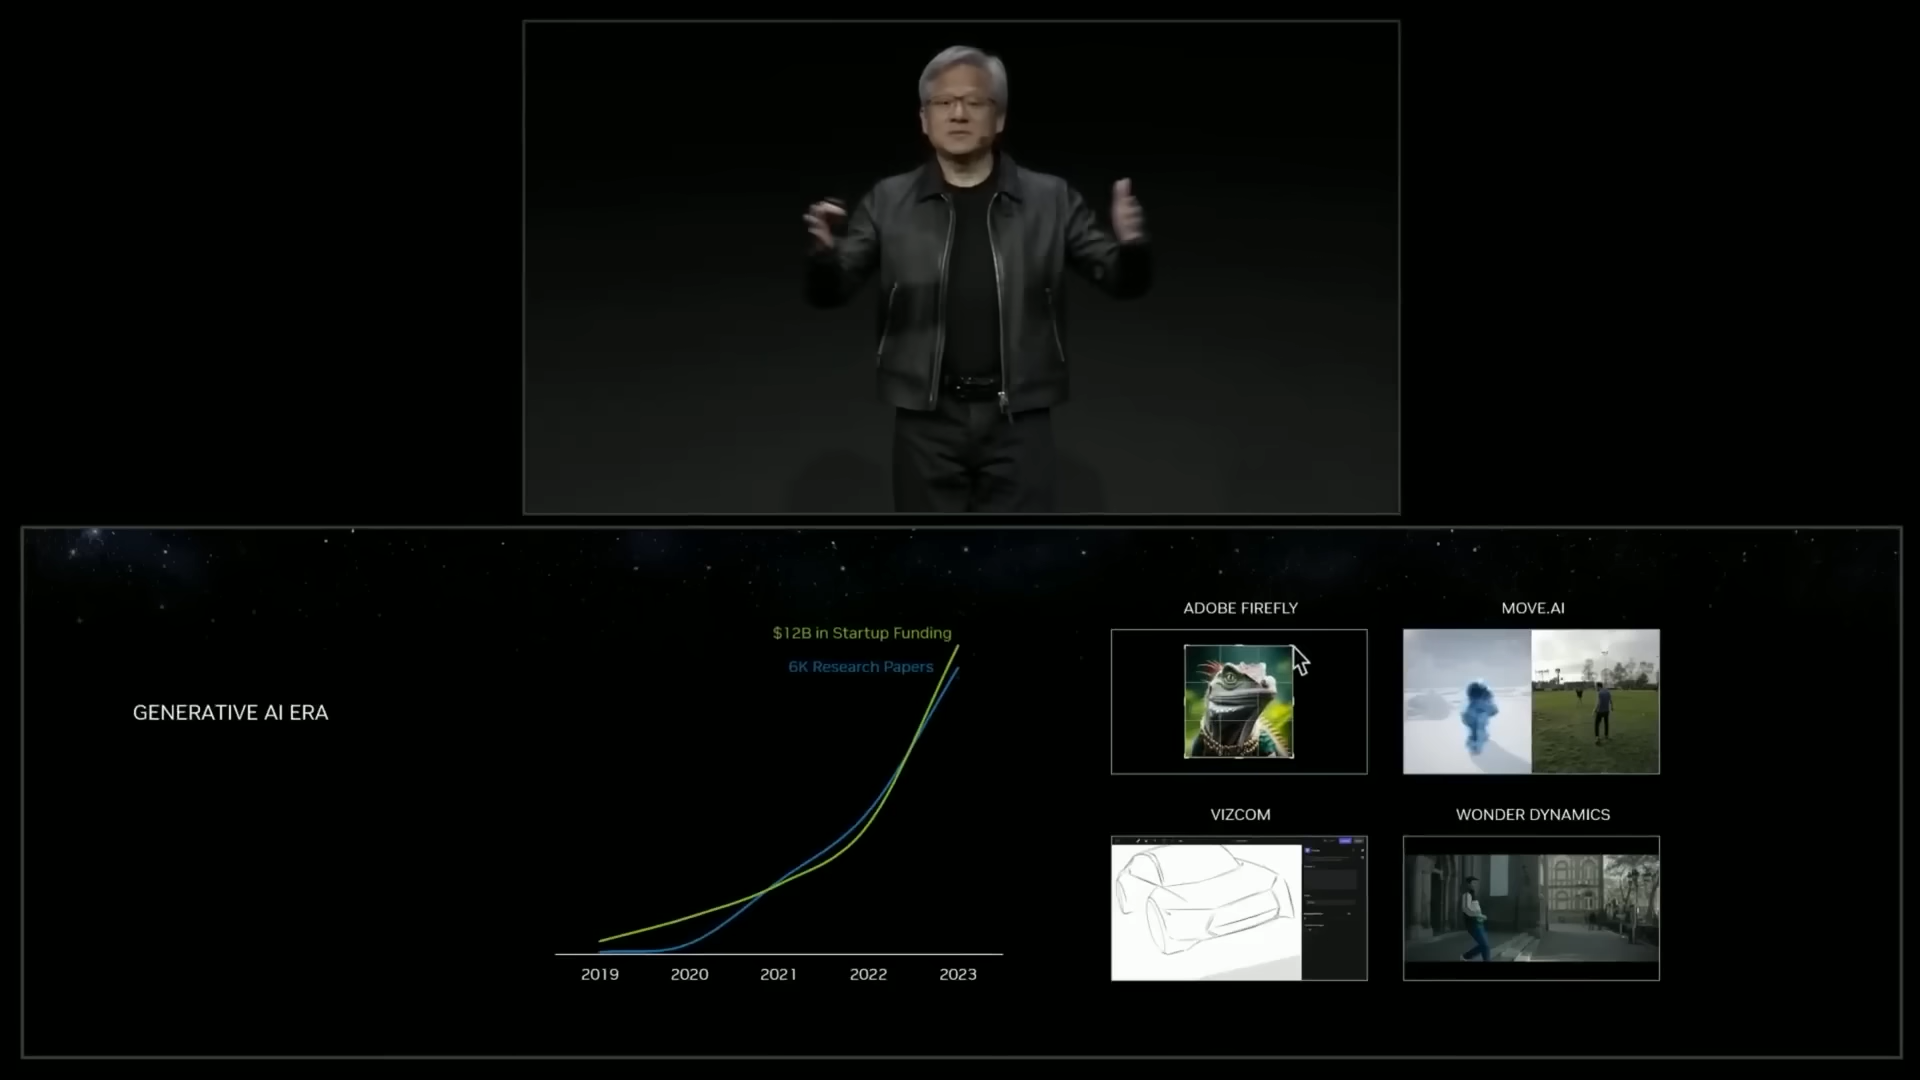 GENERATIVE AI ERA
$12B in Startup Funding
6K Research Papers
2019 2020 2021 2022 2023
ADOBE FIREFLY
MOVE.AI
VIZCOM
WONDER DYNAMICS